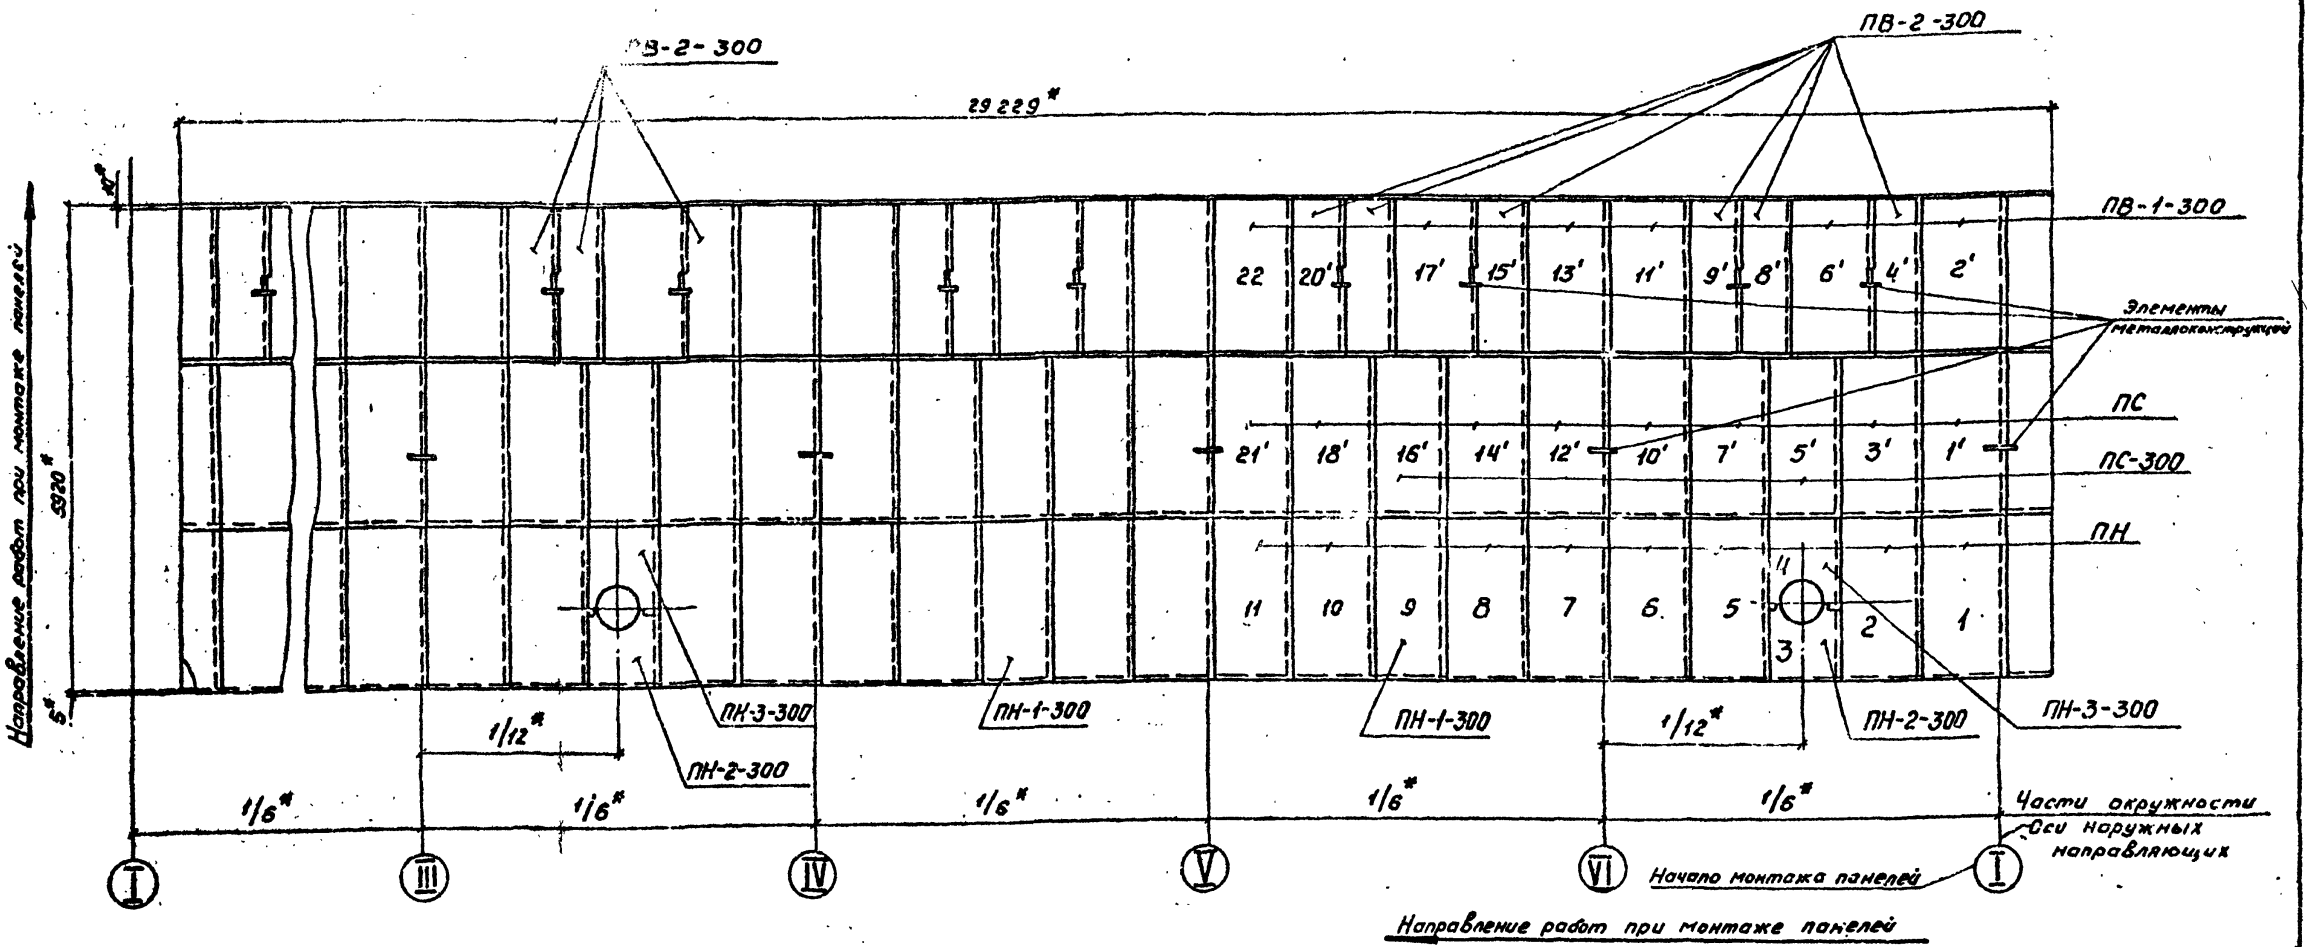 ПВ-2-300
ПВ-2-300
29 229*
10*
ПВ-1-300
22 20' 17' 15' 13' 11' 9' 8' 6' 4' 2'
Элементы
металлоконструкций
ПС
21' 18' 16' 14' 12' 10' 7' 5' 3' 1'
ПС-300
5920*
Направление работ при монтаже панелей
ПН
4
11 10 9 8 7 6 5 2 1
3
5*
ПН-3-300
ПН-1-300
ПН-1-300
ПН-2-300
ПН-3-300
1/12*
1/12*
ПН-2-300
1/6* 1/6* 1/6* 1/6* 1/6*
Части окружности
Оси наружных
направляющих
I III IV V VI I
Начало монтажа панелей
Направление работ при монтаже панелей